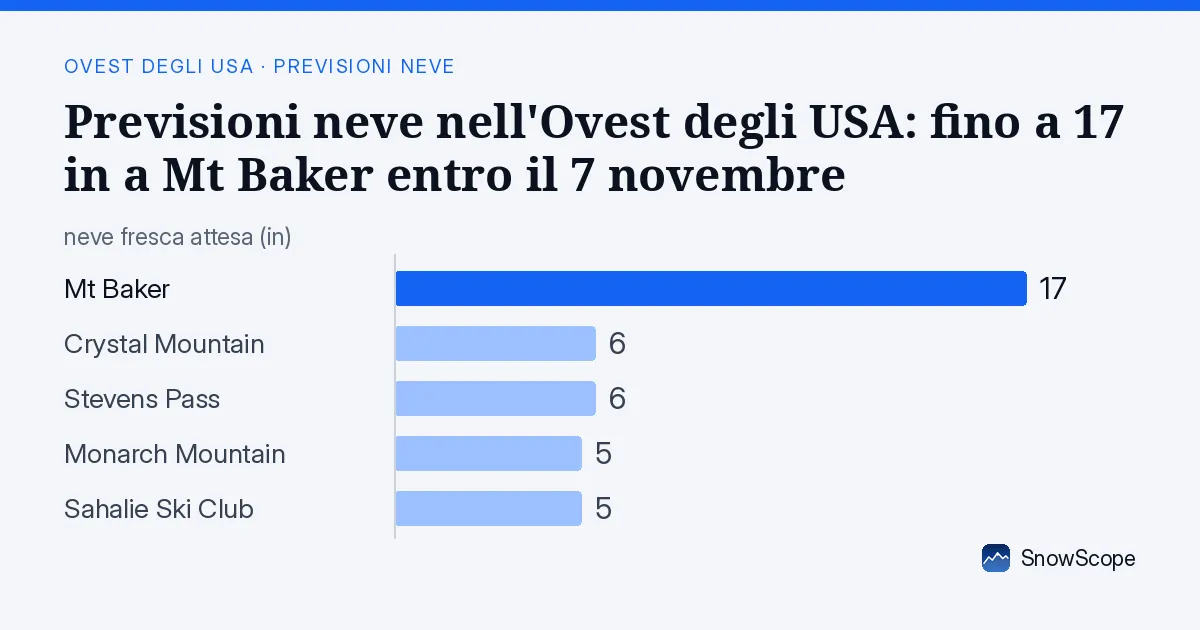 OVEST DEGLI USA · PREVISIONI NEVE
Previsioni neve nell'Ovest degli USA: fino a 17
in a Mt Baker entro il 7 novembre
neve fresca attesa (in)
Mt Baker 17
Crystal Mountain 6
Stevens Pass 6
Monarch Mountain 5
Sahalie Ski Club 5
SnowScope